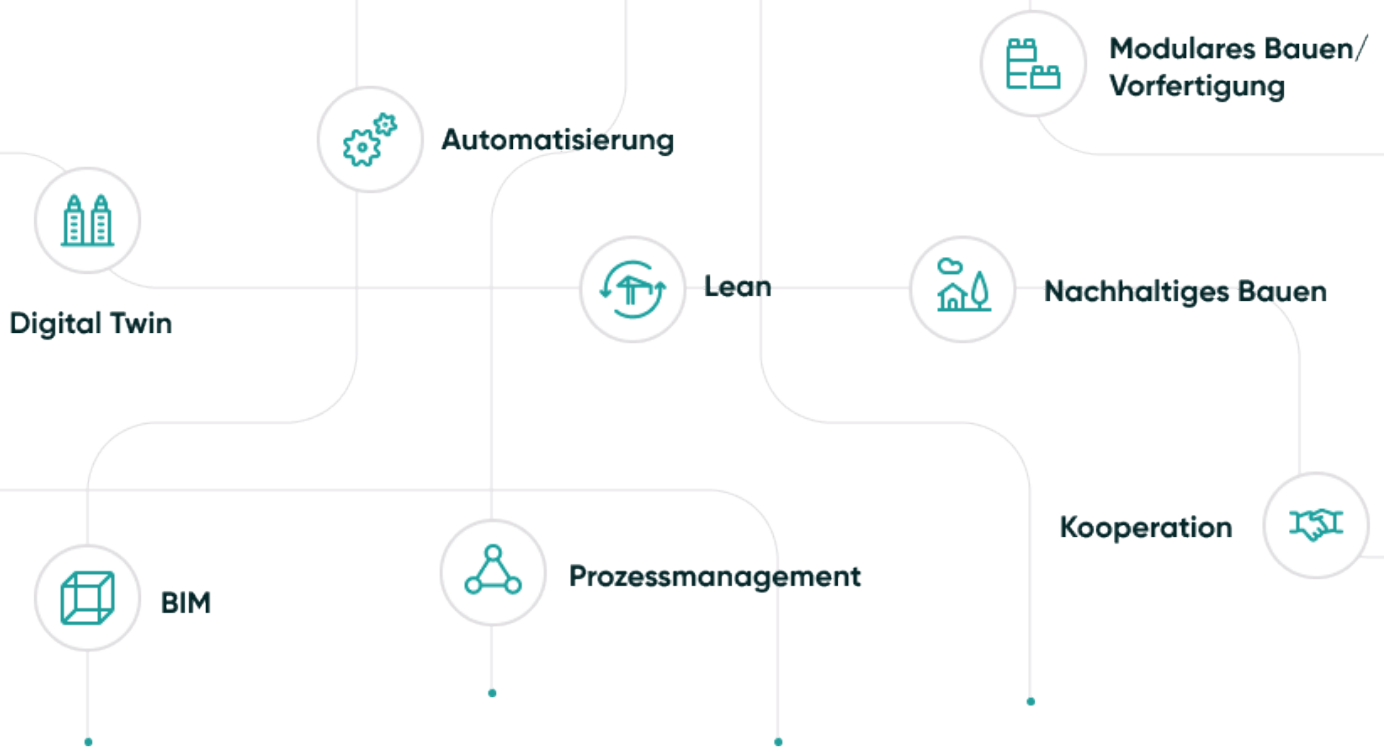 Modulares Bauen/
Vorfertigung
Automatisierung
Lean
Nachhaltiges Bauen
Digital Twin
Kooperation
Prozessmanagement
BIM